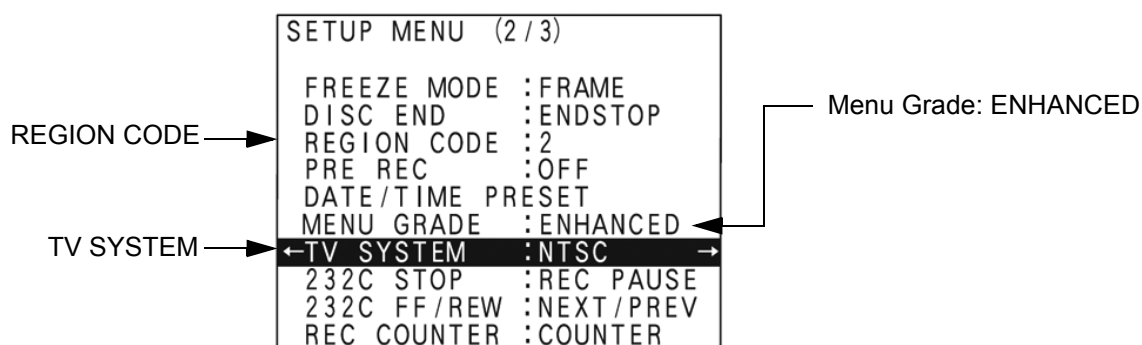 SETUP MENU (2/3)
FREEZE MODE :FRAME
DISC END :ENDSTOP
REGION CODE :2
PRE REC :OFF
DATE/TIME PRESET
MENU GRADE :ENHANCED
←TV SYSTEM :NTSC →
232C STOP :REC PAUSE
232C FF/REW :NEXT/PREV
REC COUNTER :COUNTER
REGION CODE
TV SYSTEM
Menu Grade: ENHANCED